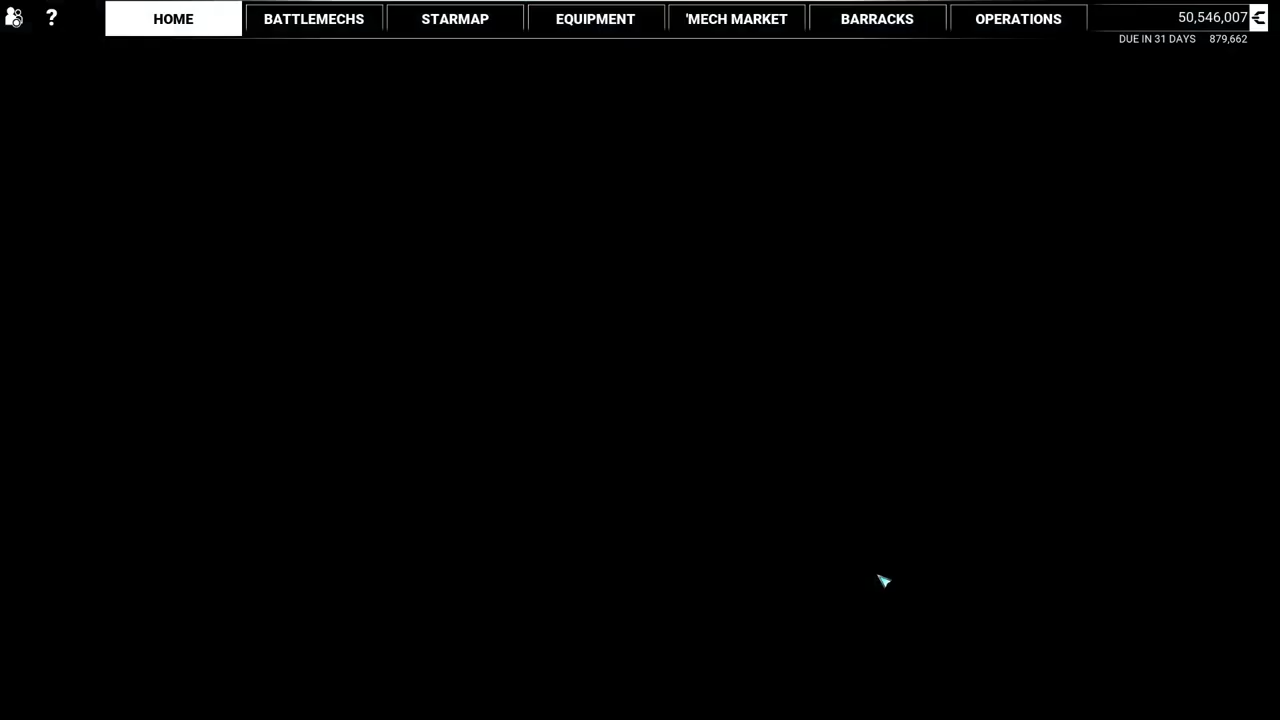 ? HOME BATTLEMECHS STARMAP EQUIPMENT 'MECH MARKET BARRACKS OPERATIONS 50,546,007
DUE IN 31 DAYS 879,662